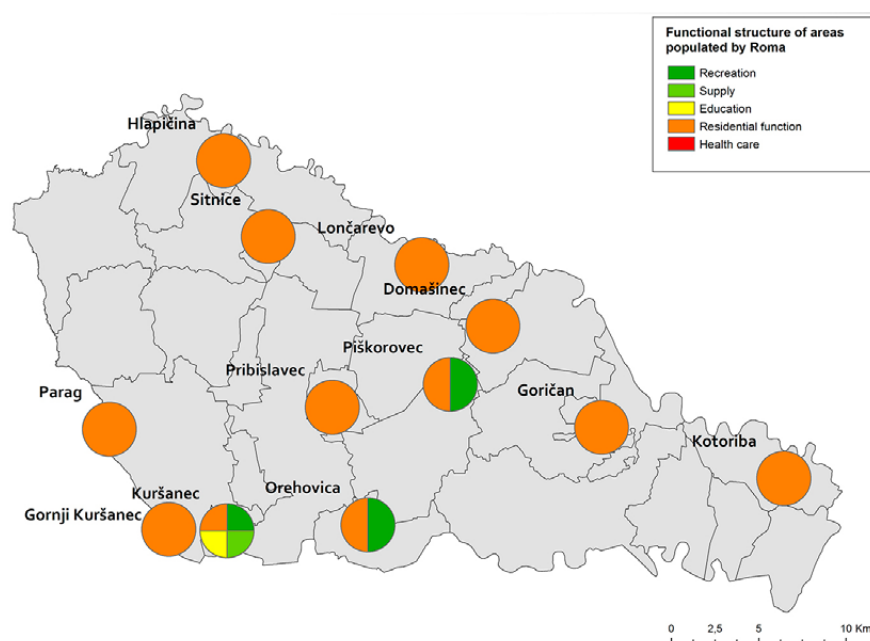 Functional structure of areas
populated by Roma
Recreation
Supply
Education
Residential function
Health care
Hlapičina
Sitnice
Lončarevo
Domašinec
Piškorovec
Pribislavec
Parag
Goričan
Kotoriba
Kuršanec
Orehovica
Gornji Kuršanec
0 2,5 5 10 Km